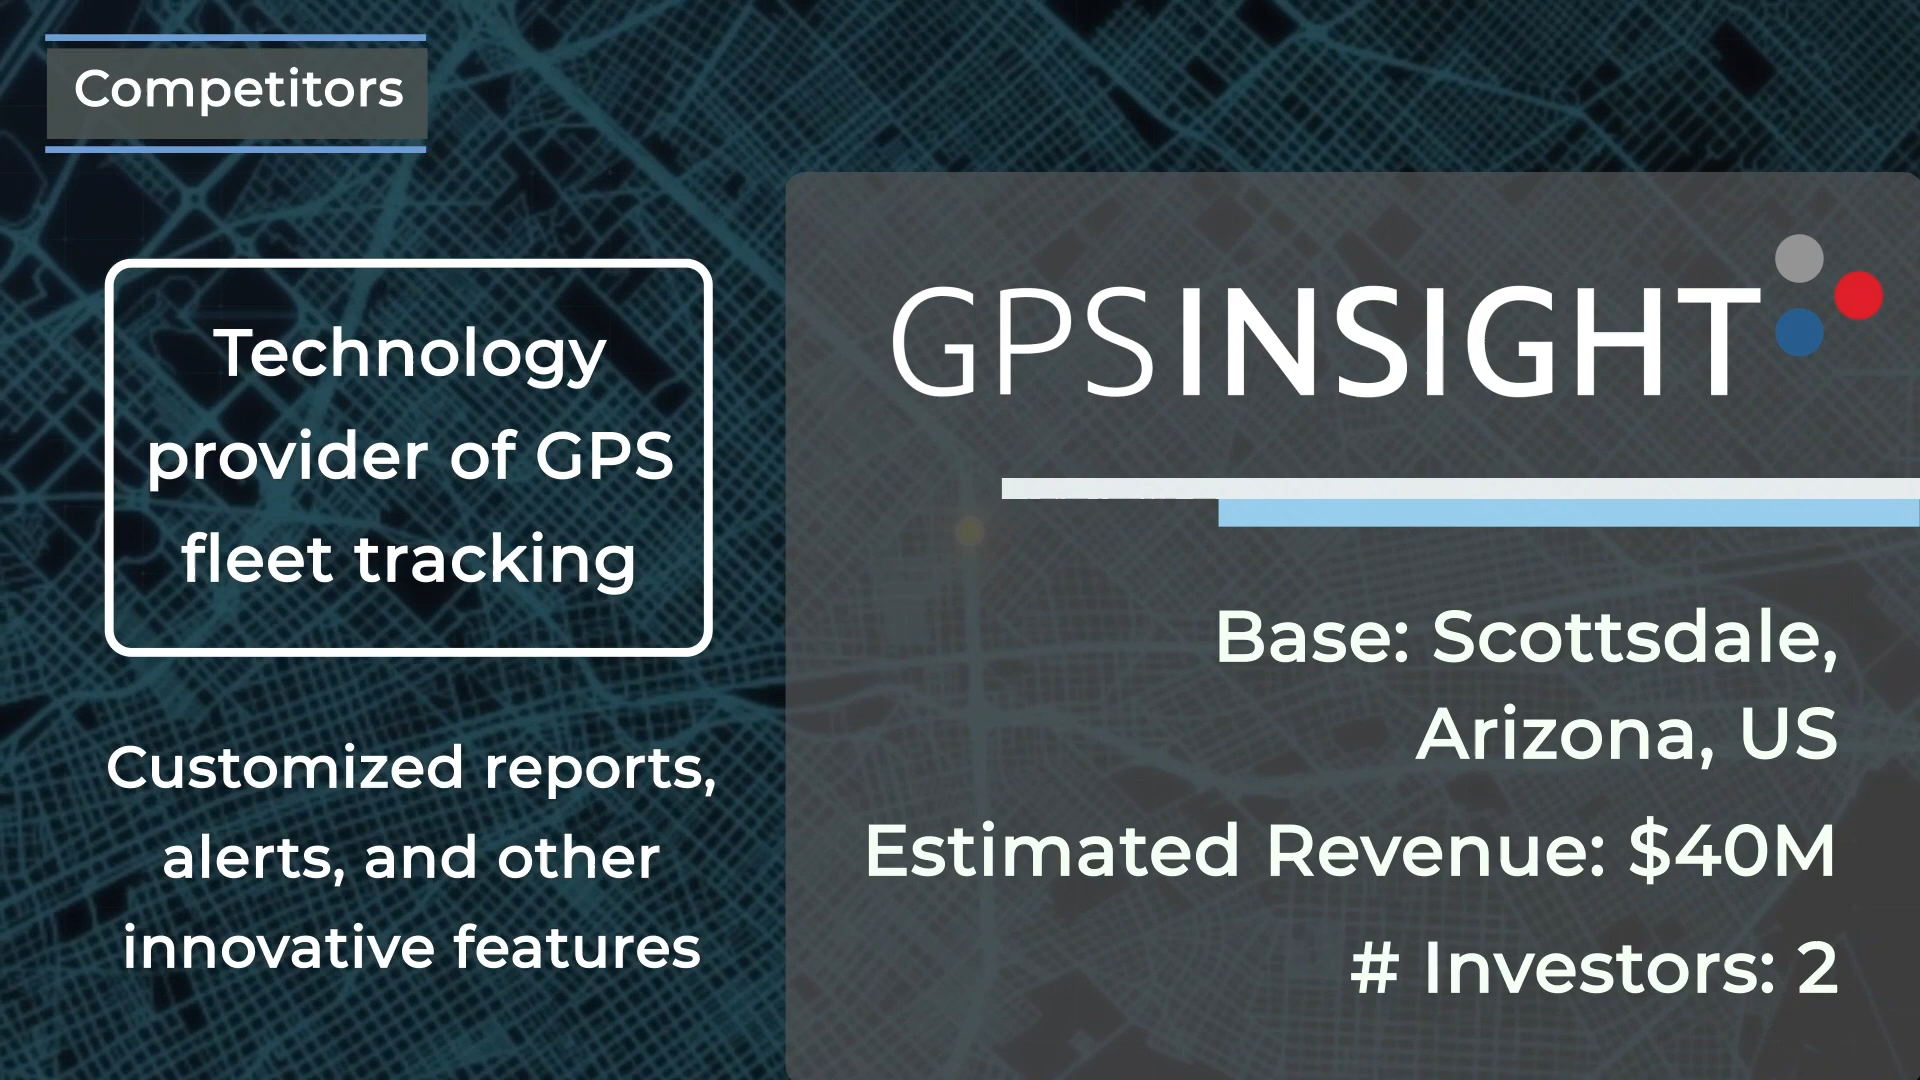 Competitors
Technology
provider of GPS
fleet tracking
Customized reports,
alerts, and other
innovative features
GPSINSIGHT
Base: Scottsdale,
Arizona, US
Estimated Revenue: $40M
# Investors: 2